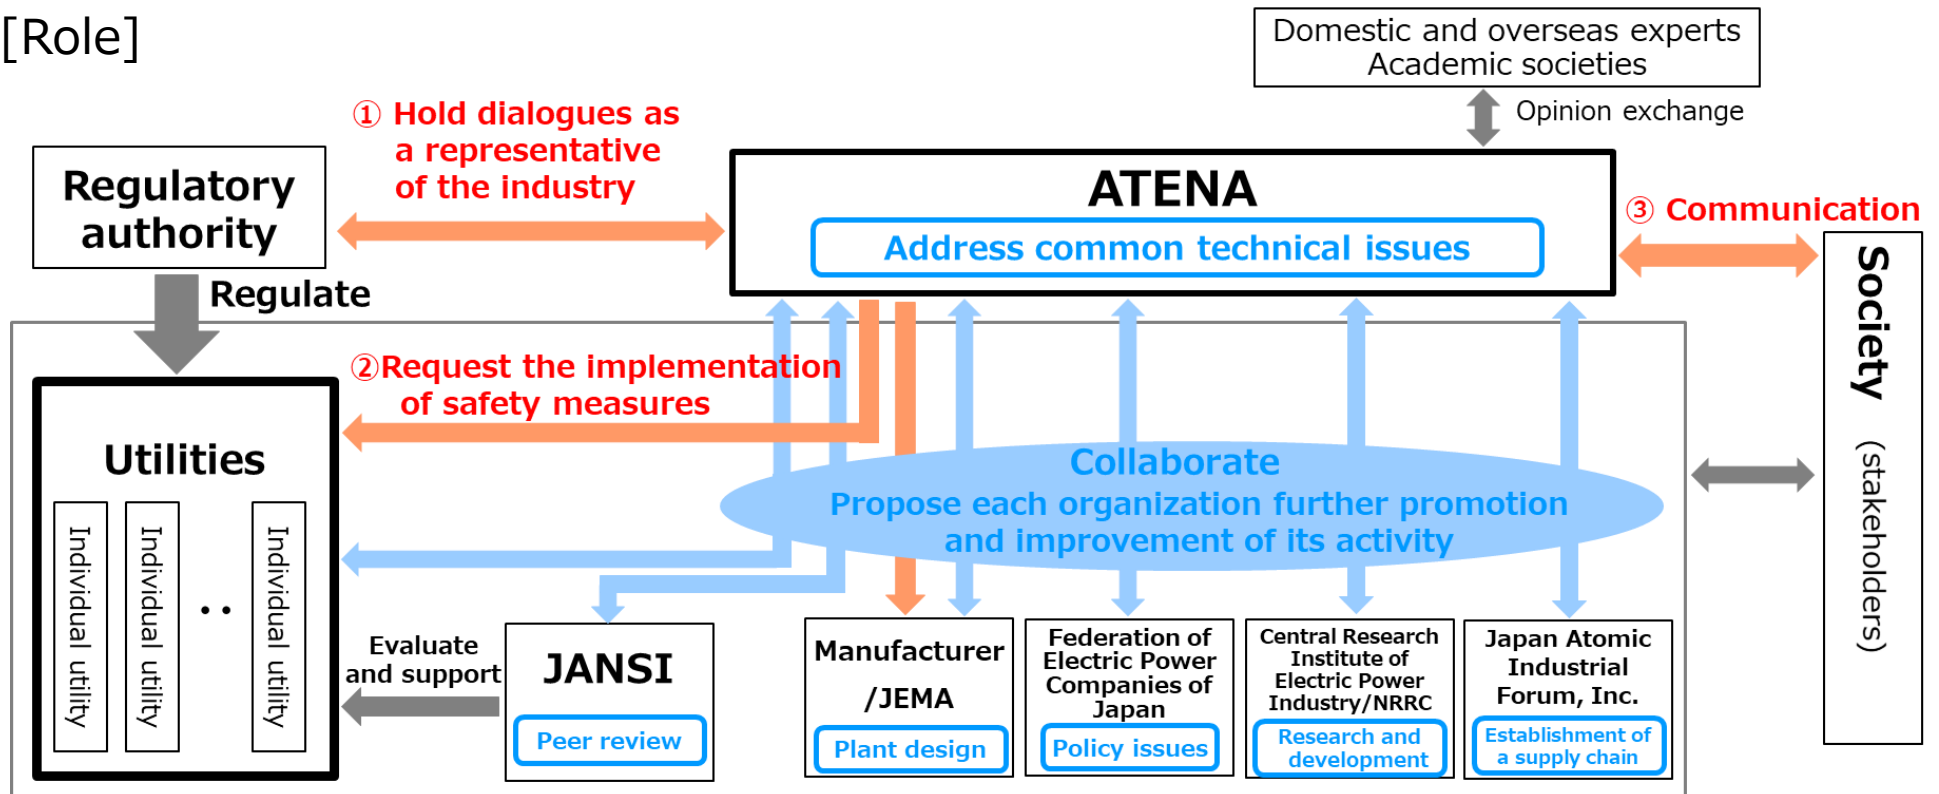 [Role]
Domestic and overseas experts
Academic societies
Opinion exchange
① Hold dialogues as
a representative
of the industry
Regulatory
authority
ATENA
Address common technical issues
③ Communication
Society
(stakeholders)
Regulate
②Request the implementation
of safety measures
Utilities
Individual utility
Individual utility
··
Individual utility
Collaborate
Propose each organization further promotion
and improvement of its activity
Evaluate
and support
JANSI
Peer review
Manufacturer
/JEMA
Plant design
Federation of
Electric Power
Companies of
Japan
Policy issues
Central Research
Institute of
Electric Power
Industry/NRRC
Research and
development
Japan Atomic
Industrial
Forum, Inc.
Establishment of
a supply chain